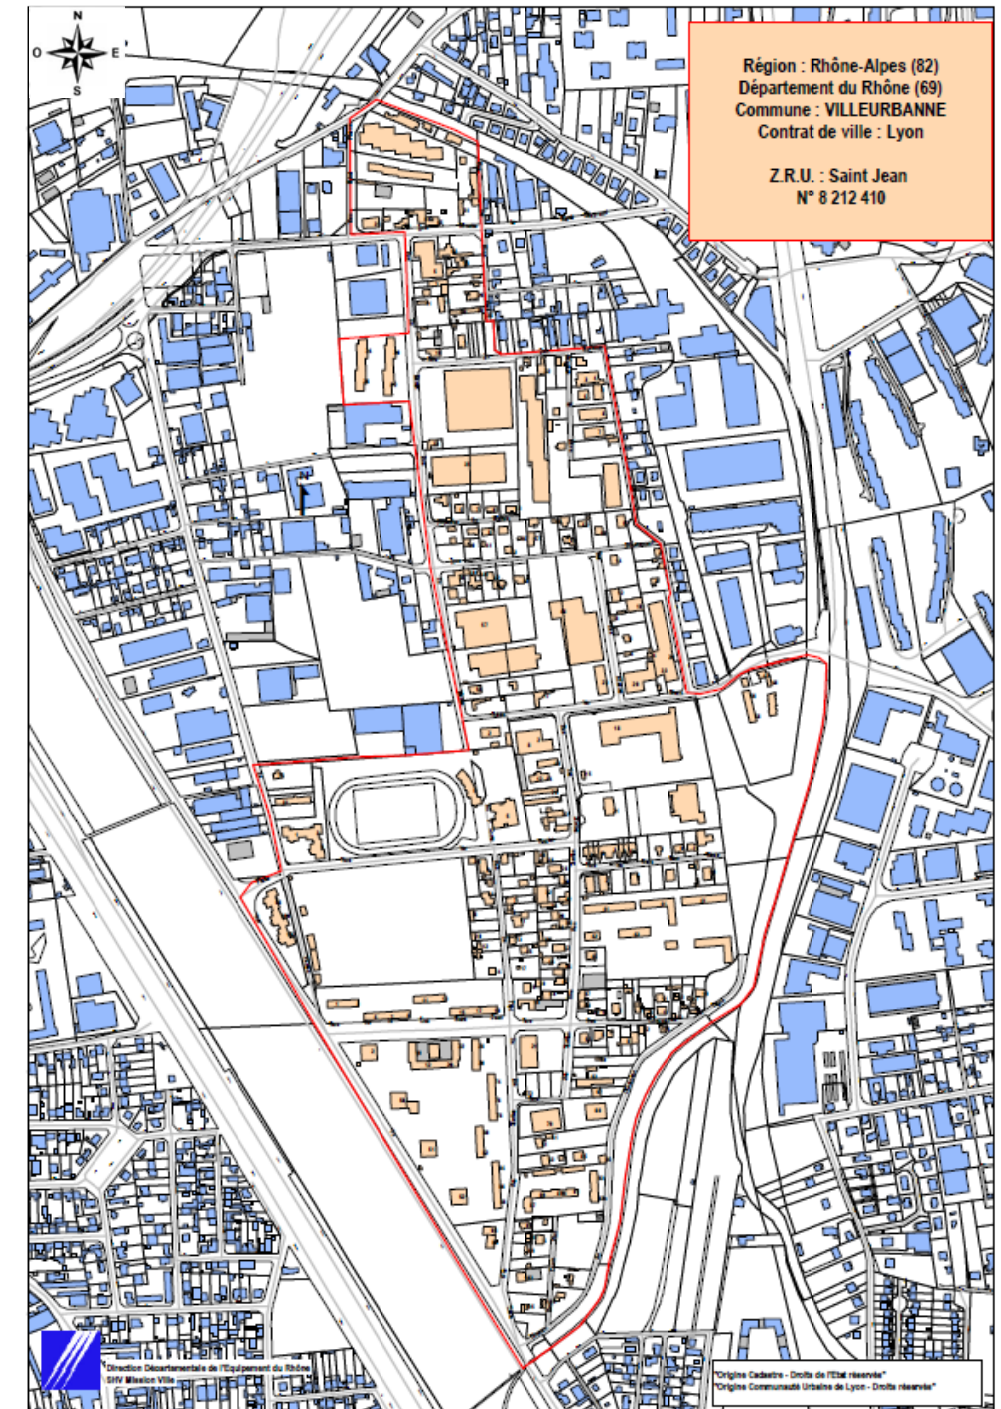 N
O
E
S
Région : Rhône-Alpes (82)
Département du Rhône (69)
Commune : VILLEURBANNE
Contrat de ville : Lyon
Z.R.U. : Saint Jean
N° 8 212 410
Direction Départementale de l'Equipement du Rhône
SHV Mission Ville
"Origine Cadastre - Droits de l'Etat réservés"
"Origine Communauté Urbaine de Lyon - Droits réservés"